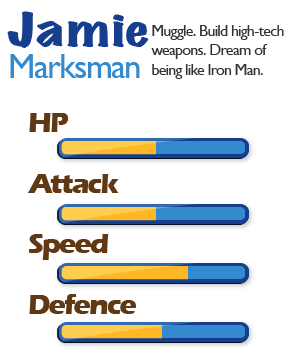 Jamie
Marksman
Muggle. Build high-tech
weapons. Dream of
being like Iron Man.
HP
Attack
Speed
Defence